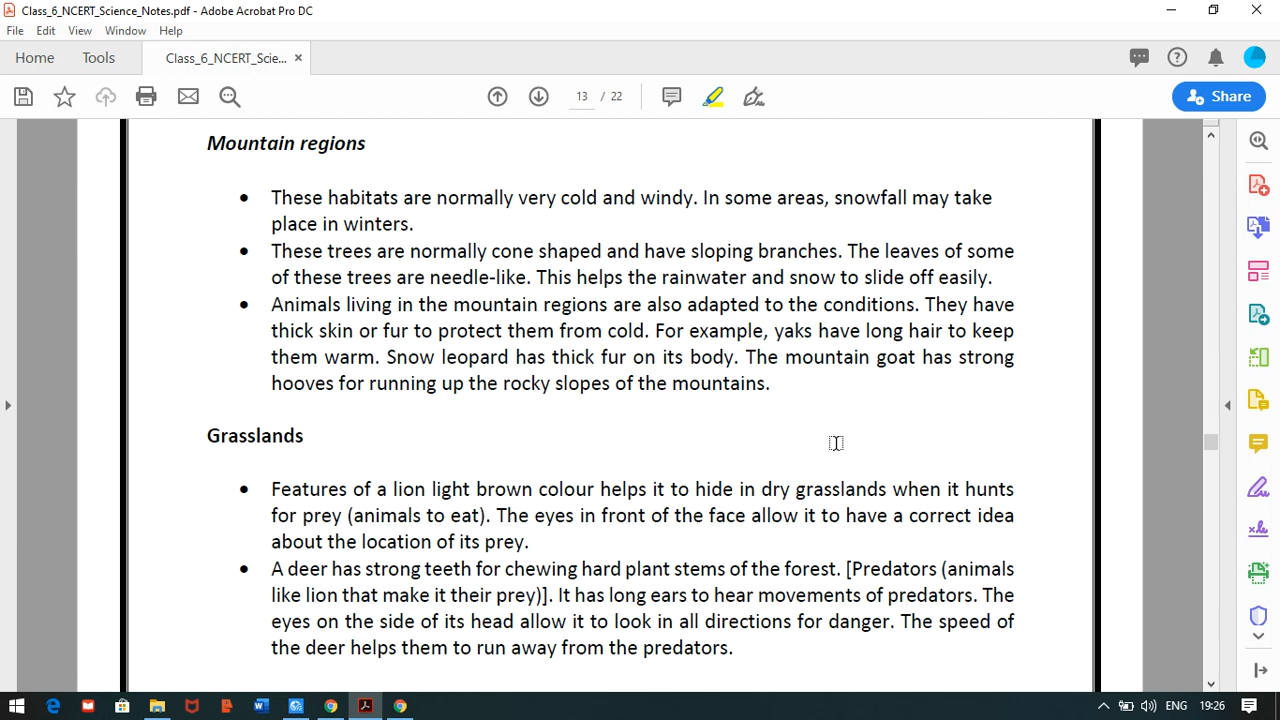 Class_6_NCERT_Science_Notes.pdf - Adobe Acrobat Pro DC
File Edit View Window Help
Home Tools Class_6_NCERT_Scie... ×
13 / 22
Share
Mountain regions
• These habitats are normally very cold and windy. In some areas, snowfall may take
place in winters.
• These trees are normally cone shaped and have sloping branches. The leaves of some
of these trees are needle-like. This helps the rainwater and snow to slide off easily.
• Animals living in the mountain regions are also adapted to the conditions. They have
thick skin or fur to protect them from cold. For example, yaks have long hair to keep
them warm. Snow leopard has thick fur on its body. The mountain goat has strong
hooves for running up the rocky slopes of the mountains.
Grasslands
• Features of a lion light brown colour helps it to hide in dry grasslands when it hunts
for prey (animals to eat). The eyes in front of the face allow it to have a correct idea
about the location of its prey.
• A deer has strong teeth for chewing hard plant stems of the forest. [Predators (animals
like lion that make it their prey)]. It has long ears to hear movements of predators. The
eyes on the side of its head allow it to look in all directions for danger. The speed of
the deer helps them to run away from the predators.
ENG 19:26